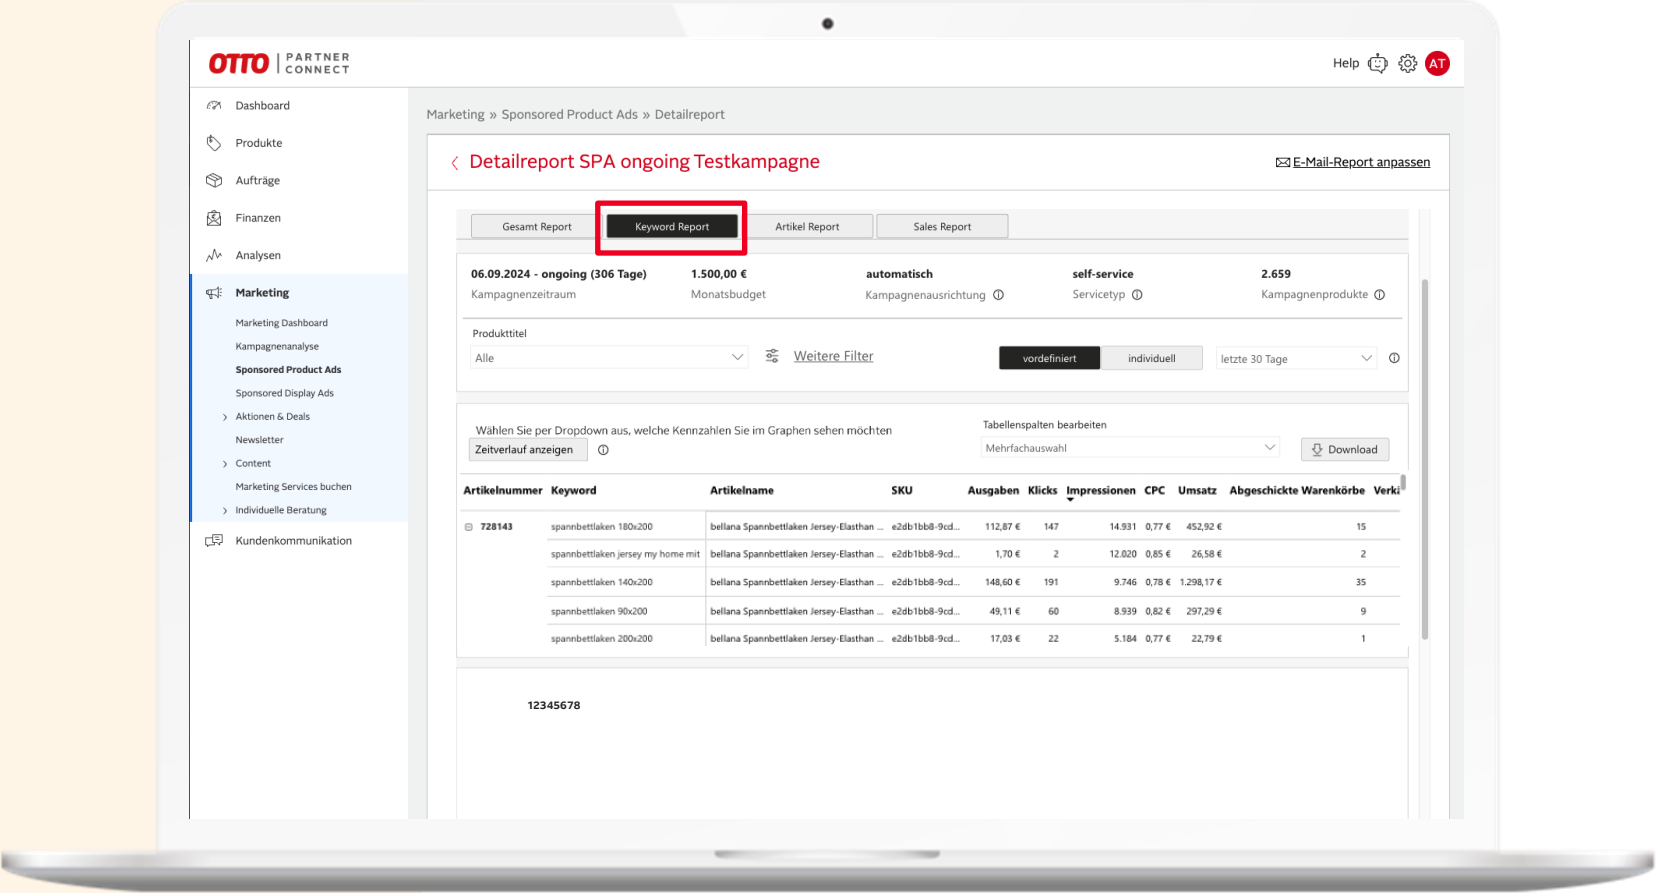 OTTO PARTNER CONNECT
Help AT
Dashboard
Produkte
Aufträge
Finanzen
Analysen
Marketing
Marketing Dashboard
Kampagnenanalyse
Sponsored Product Ads
Sponsored Display Ads
Aktionen & Deals
Newsletter
Content
Marketing Services buchen
Individuelle Beratung
Kundenkommunikation
Marketing » Sponsored Product Ads » Detailreport
Detailreport SPA ongoing Testkampagne
E-Mail-Report anpassen
Gesamt Report Keyword Report Artikel Report Sales Report
06.09.2024 - ongoing (306 Tage) 1.500,00 € automatisch self-service 2.659
Kampagnenzeitraum Monatsbudget Kampagnenausrichtung Servicetyp Kampagnenprodukte
Produkttitel
Alle Weitere Filter vordefiniert individuell letzte 30 Tage
Wählen Sie per Dropdown aus, welche Kennzahlen Sie im Graphen sehen möchten
Zeitverlauf anzeigen
Tabellenspalten bearbeiten
Mehrfachauswahl Download
Artikelnummer Keyword Artikelname SKU Ausgaben Klicks Impressionen CPC Umsatz Abgeschickte Warenkörbe Verkä
728143 spannbettlaken 180x200 bellana Spannbettlaken Jersey-Elasthan ... e2db1bb8-9cd... 112,87 € 147 14.931 0,77 € 452,92 € 15
spannbettlaken jersey my home mit bellana Spannbettlaken Jersey-Elasthan ... e2db1bb8-9cd... 1,70 € 2 12.020 0,85 € 26,58 € 2
spannbettlaken 140x200 bellana Spannbettlaken Jersey-Elasthan ... e2db1bb8-9cd... 148,60 € 191 9.746 0,78 € 1.298,17 € 35
spannbettlaken 90x200 bellana Spannbettlaken Jersey-Elasthan ... e2db1bb8-9cd... 49,11 € 60 8.939 0,82 € 297,29 € 9
spannbettlaken 200x200 bellana Spannbettlaken Jersey-Elasthan ... e2db1bb8-9cd... 17,03 € 22 5.184 0,77 € 22,79 € 1
12345678